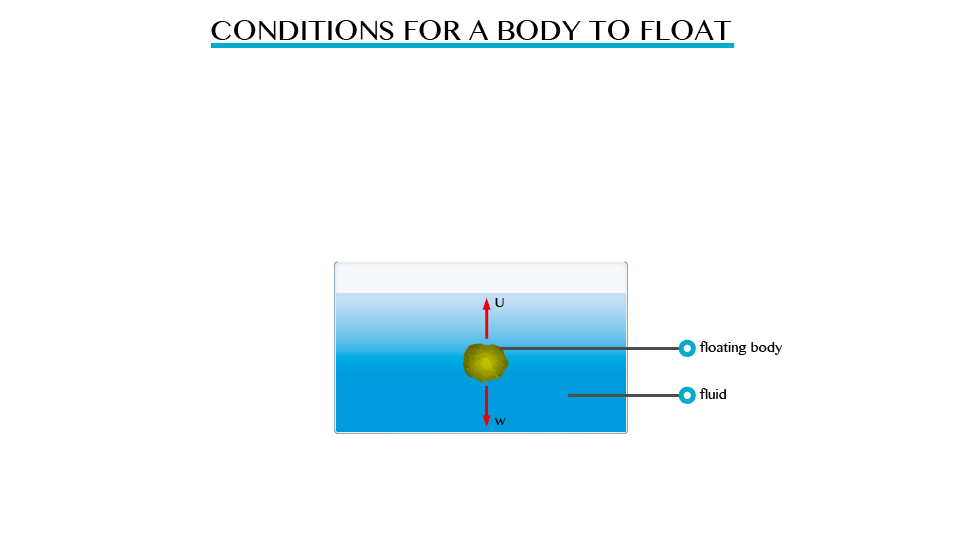 CONDITIONS FOR A BODY TO FLOAT
U
floating body
fluid
w